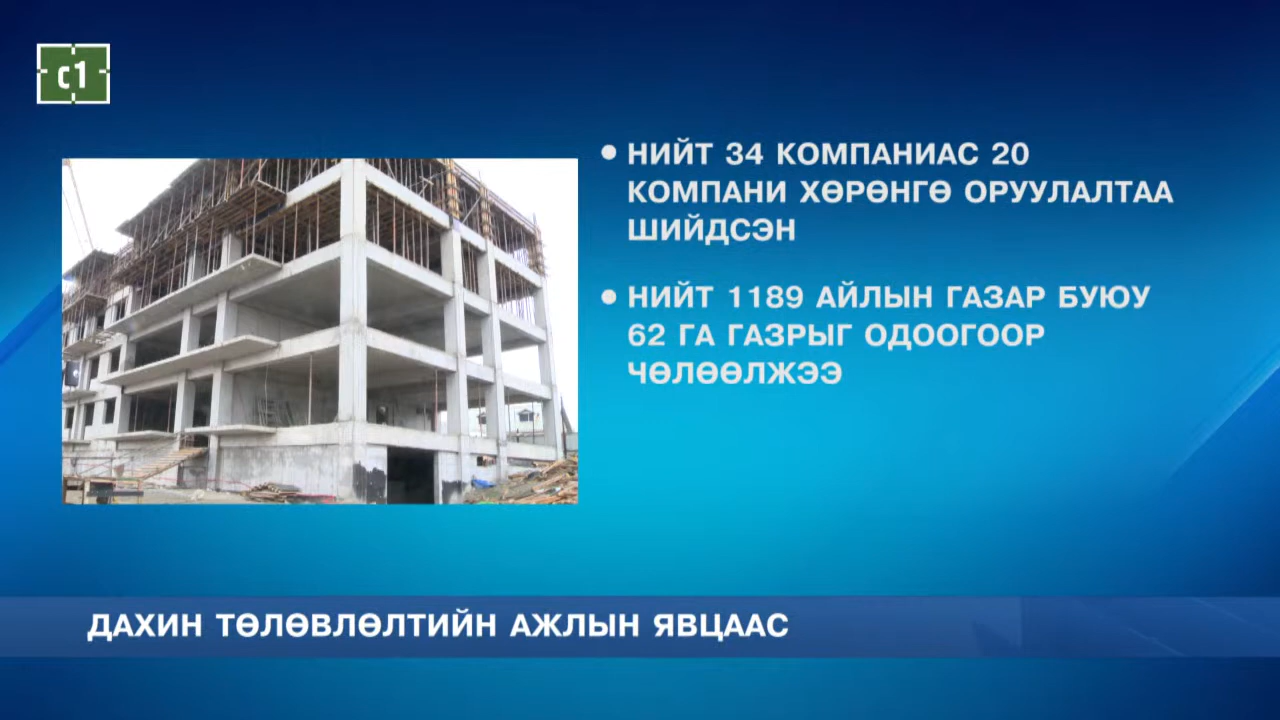 C1
НИЙТ 34 КОМПАНИАС 20
КОМПАНИ ХӨРӨНГӨ ОРУУЛАЛТАА
ШИЙДСЭН
НИЙТ 1189 АЙЛЫН ГАЗАР БУЮУ
62 ГА ГАЗРЫГ ОДООГООР
ЧӨЛӨӨЛЖЭЭ
ДАХИН ТӨЛӨВЛӨЛТИЙН АЖЛЫН ЯВЦААС